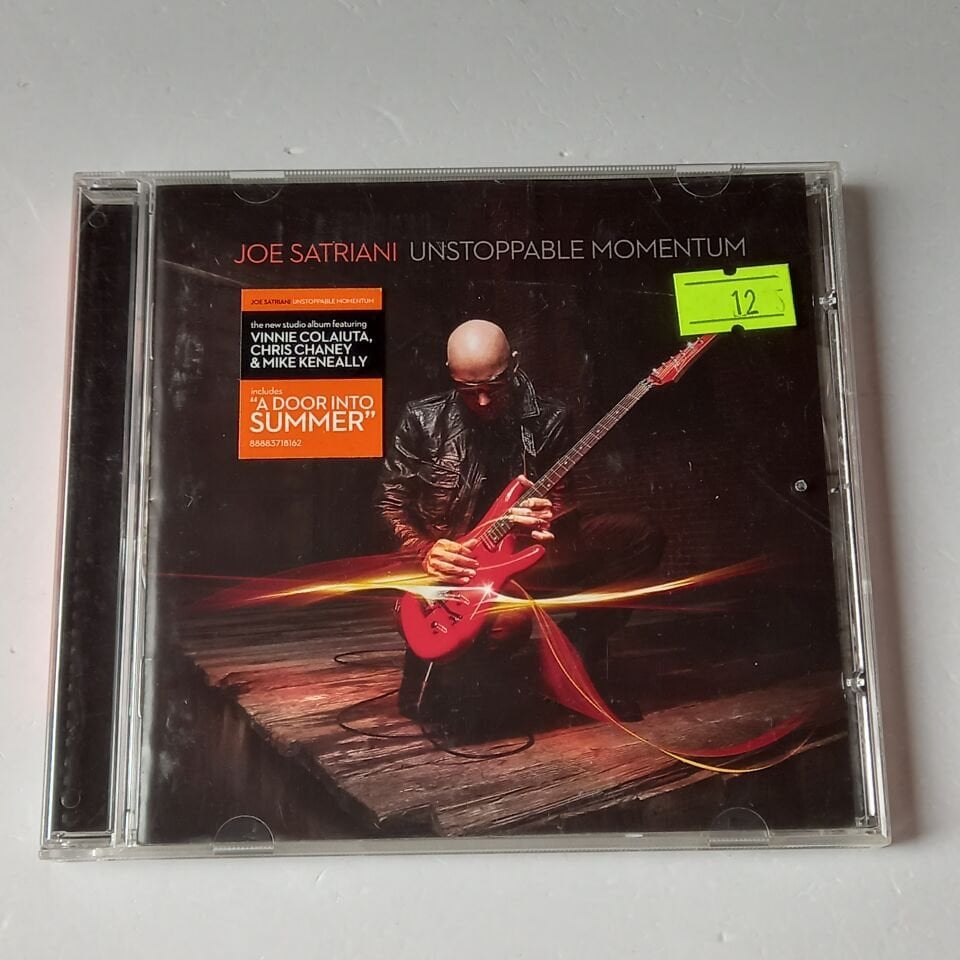 JOE SATRIANI UNSTOPPABLE MOMENTUM
12
JOE SATRIANI UNSTOPPABLE MOMENTUM
the new studio album featuring
VINNIE COLAIUTA,
CHRIS CHANEY
& MIKE KENEALLY
includes
“A DOOR INTO
SUMMER”
88883718162